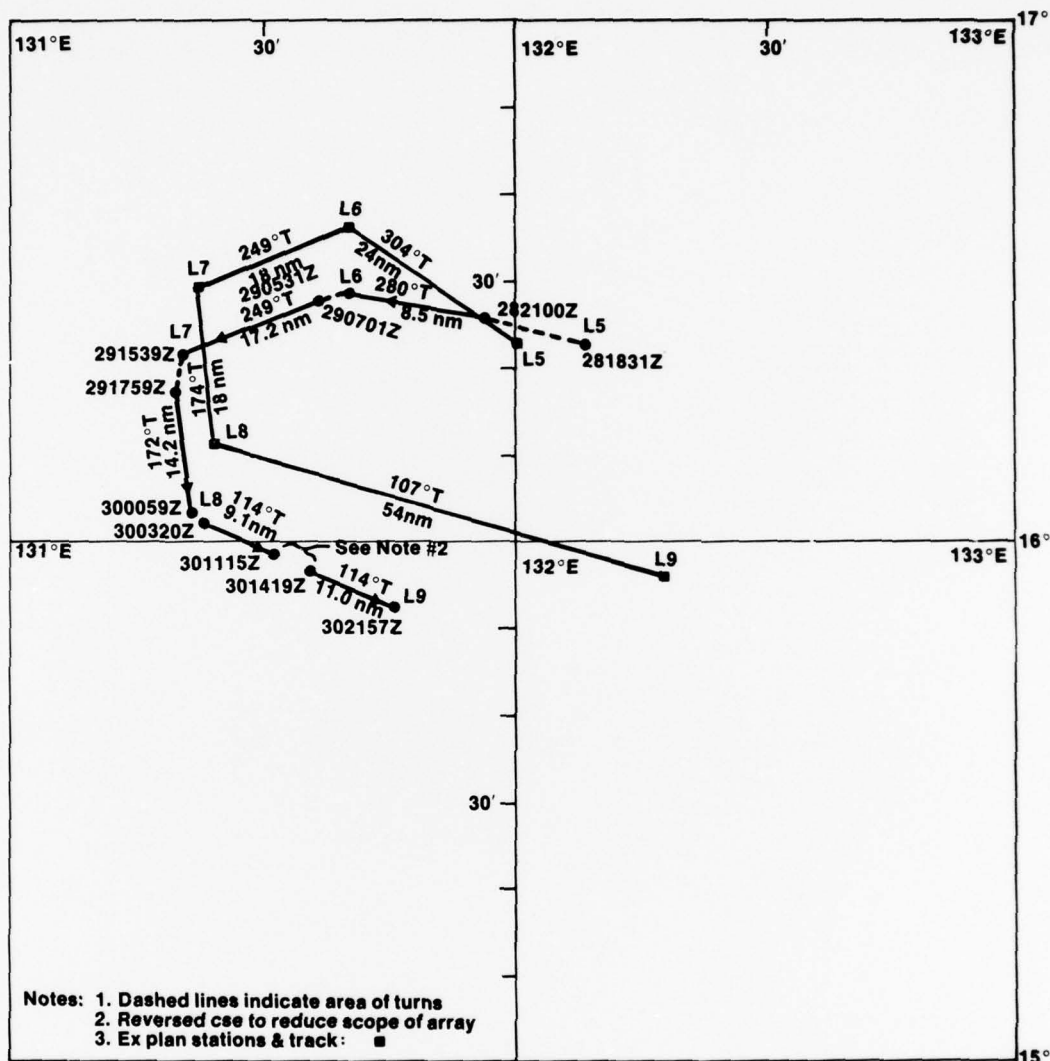 17°
131°E
30′
132°E
30′
133°E
L6
249°T
18 nm
304°T
24nm
L7
290531Z
L6
280°T
8.5 nm
30′
282100Z
L5
281831Z
L5
249°T
17.2 nm
290701Z
L7
291539Z
291759Z
174°T
18 nm
172°T
14.2 nm
L8
107°T
54nm
300059Z
L8
300320Z
114°T
9.1nm
See Note #2
301115Z
131°E
132°E
L9
133°E
16°
301419Z
114°T
11.0 nm
L9
302157Z
30′
Notes: 1. Dashed lines indicate area of turns
2. Reversed cse to reduce scope of array
3. Ex plan stations & track: ■
15°